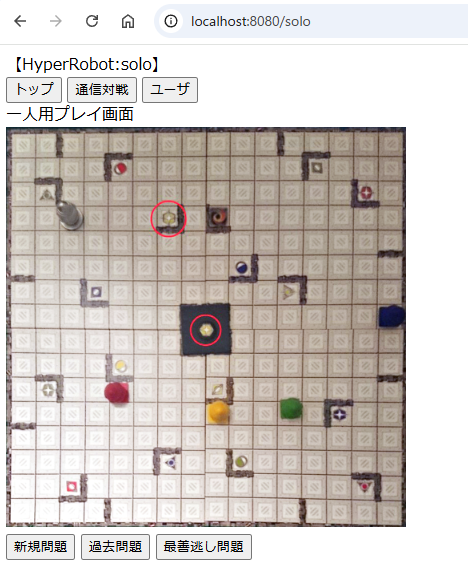 localhost:8080/solo
【HyperRobot:solo】
トップ 通信対戦 ユーザ
一人用プレイ画面
新規問題 過去問題 最善逃し問題